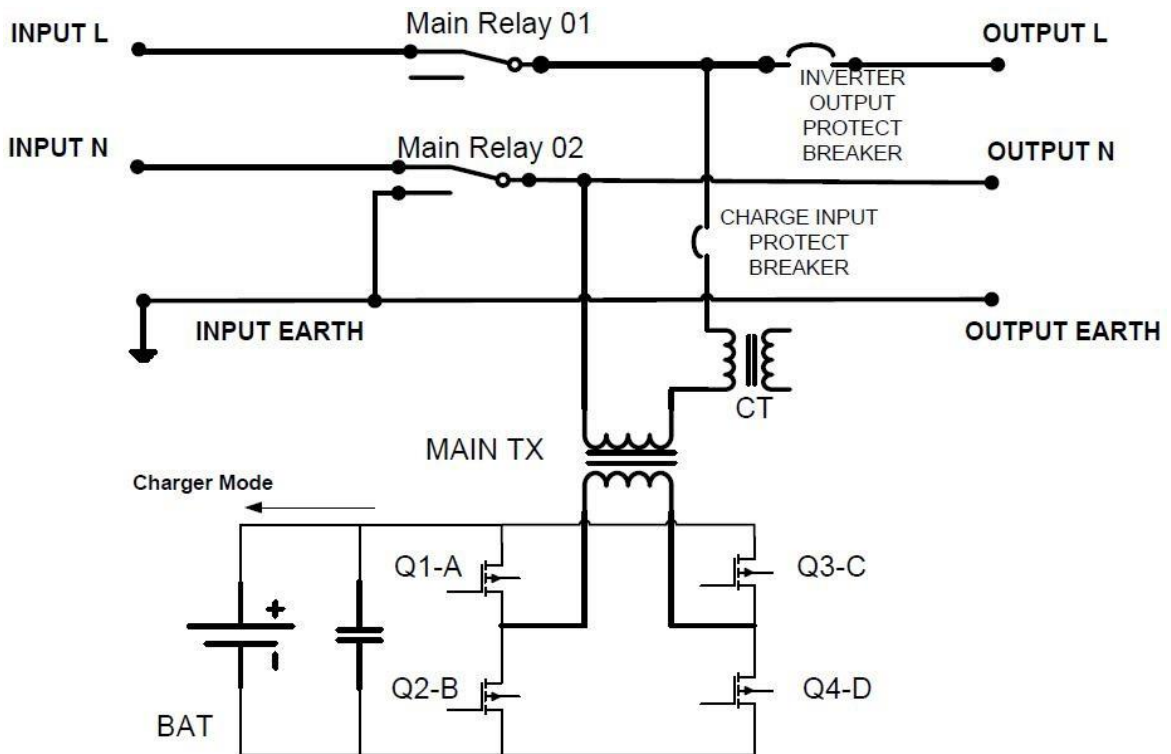 INPUT L
Main Relay 01
OUTPUT L
INVERTER
OUTPUT
PROTECT
BREAKER
INPUT N
Main Relay 02
OUTPUT N
CHARGE INPUT
PROTECT
BREAKER
INPUT EARTH
OUTPUT EARTH
CT
MAIN TX
Charger Mode
Q1-A
Q3-C
+
-
Q2-B
Q4-D
BAT